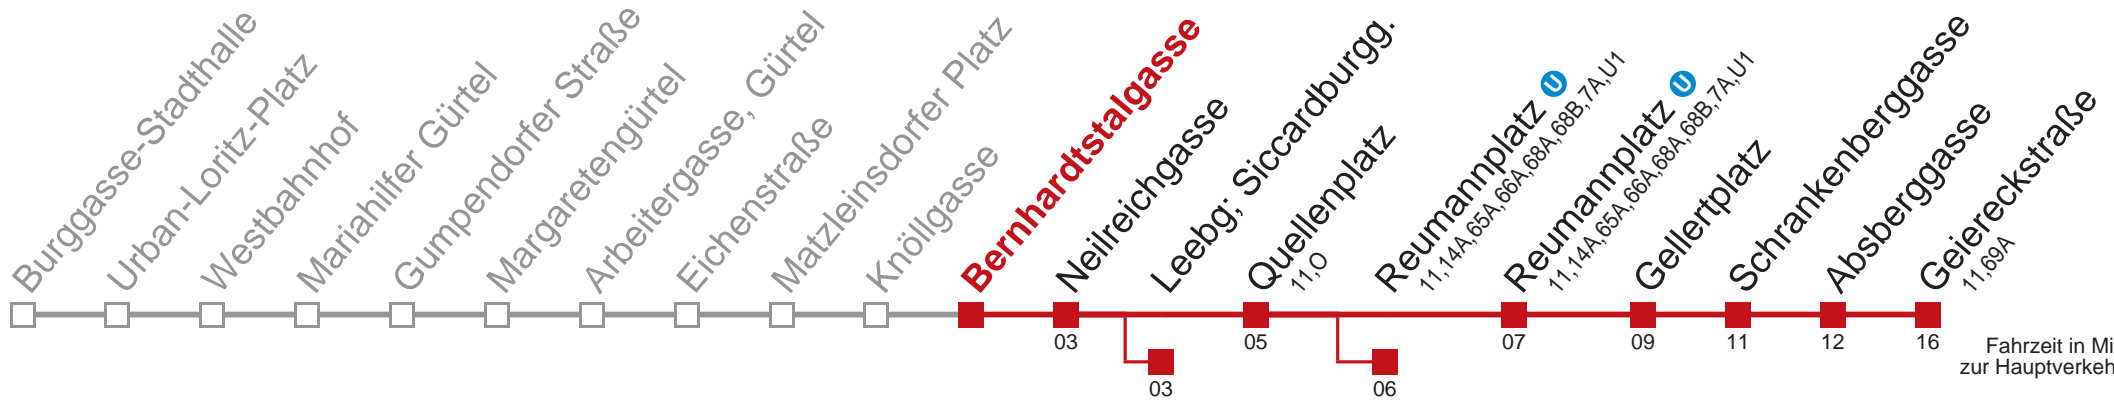 Burggasse-Stadthalle
Urban-Loritz-Platz
Westbahnhof
Mariahilfer Gürtel
Gumpendorfer Straße
Margaretengürtel
Arbeitergasse, Gürtel
Eichenstraße
Matzleinsdorfer Platz
Knöllgasse
Bernhardtstalgasse
Neilreichgasse
Leebg; Siccardburgg.
Quellenplatz
11,O
Reumannplatz U
11,14A,65A,66A,68A,68B,7A,U1
Reumannplatz U
11,14A,65A,66A,68A,68B,7A,U1
Gellertplatz
Schrankenberggasse
Absberggasse
Geiereckstraße
11,69A
03
03
05
06
07
09
11
12
16
Fahrzeit in Mi
zur Hauptverkeh